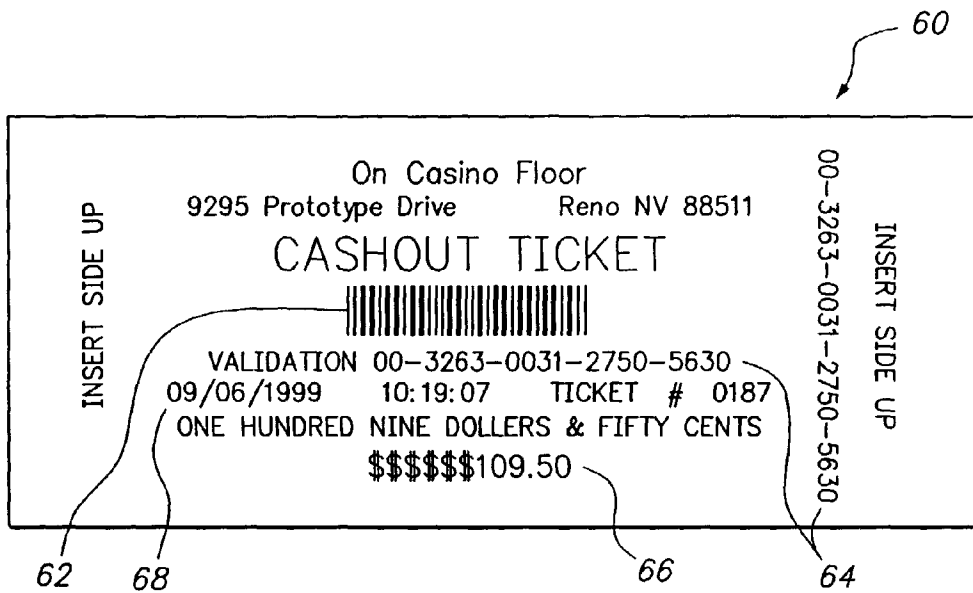 60
On Casino Floor
9295 Prototype Drive Reno NV 88511
CASHOUT TICKET
INSERT SIDE UP
VALIDATION 00-3263-0031-2750-5630
09/06/1999 10:19:07 TICKET # 0187
ONE HUNDRED NINE DOLLERS & FIFTY CENTS
$$$$$$109.50
00-3263-0031-2750-5630
INSERT SIDE UP
62
68
66
64